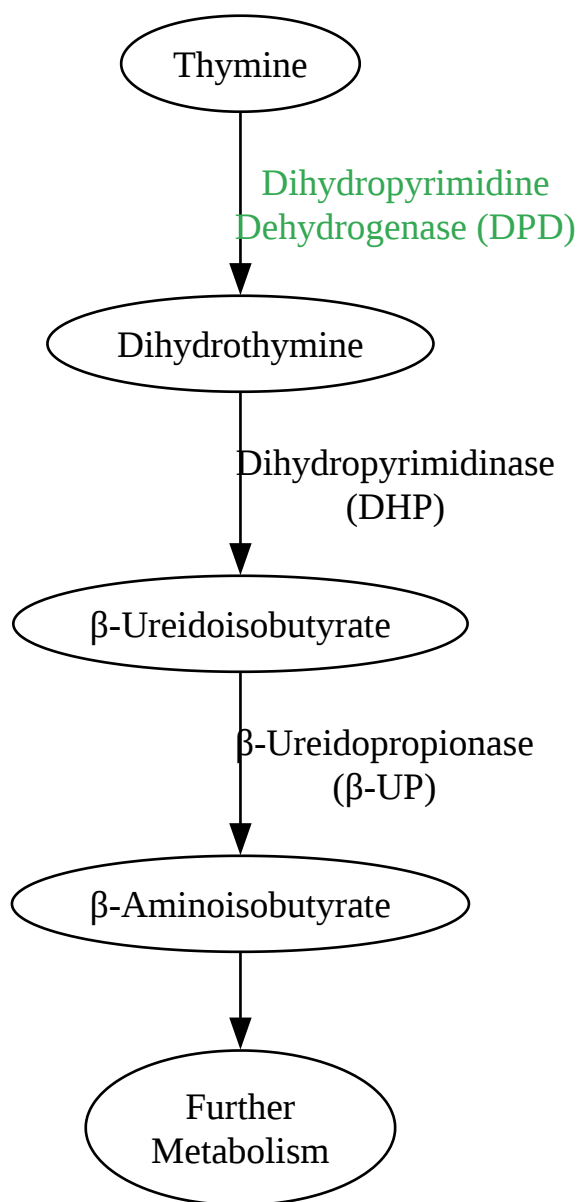 Thymine
Dihydropyrimidine
Dehydrogenase (DPD)
Dihydrothymine
Dihydropyrimidinase
(DHP)
β-Ureidoisobutyrate
β-Ureidopropionase
(β-UP)
β-Aminoisobutyrate
Further
Metabolism